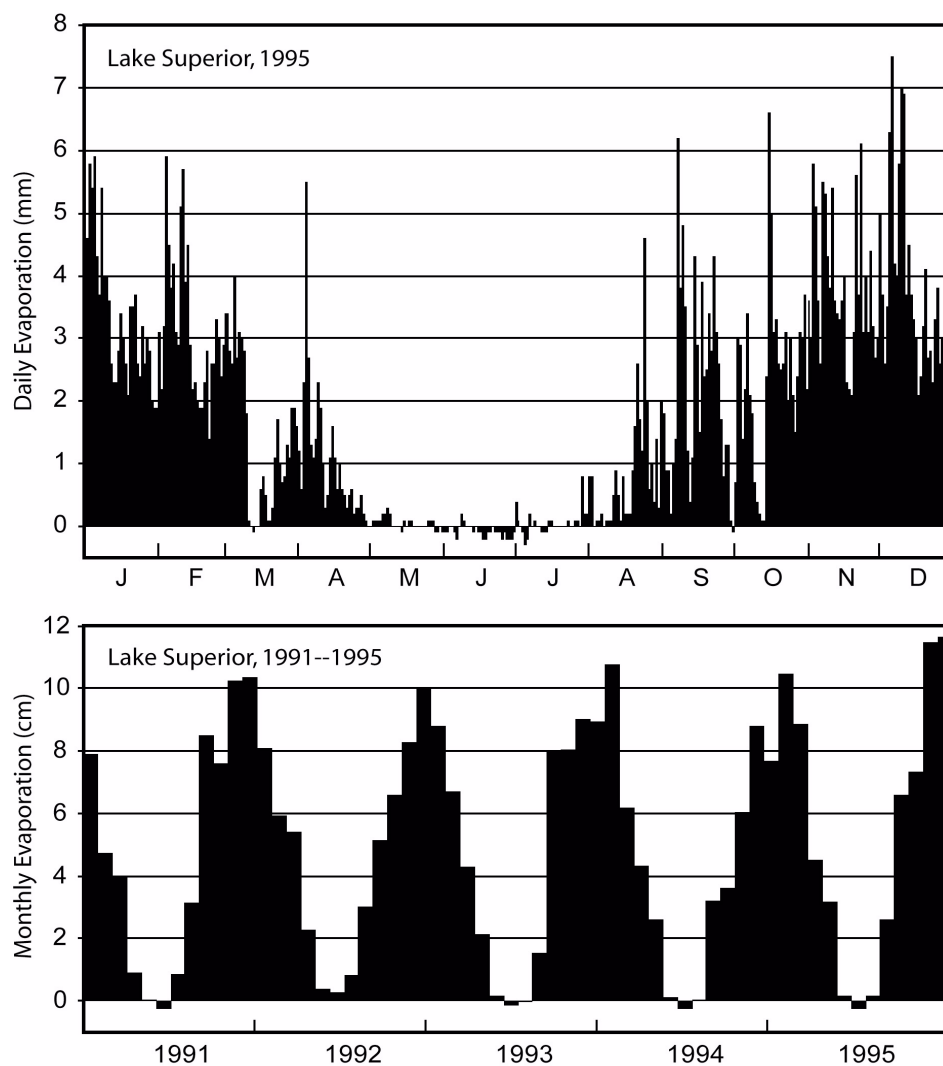 8
Lake Superior, 1995
7
6
5
4
3
2
1
0
Daily Evaporation (mm)
J F M A M J J A S O N D
12
Lake Superior, 1991--1995
10
8
6
4
2
0
Monthly Evaporation (cm)
1991 1992 1993 1994 1995